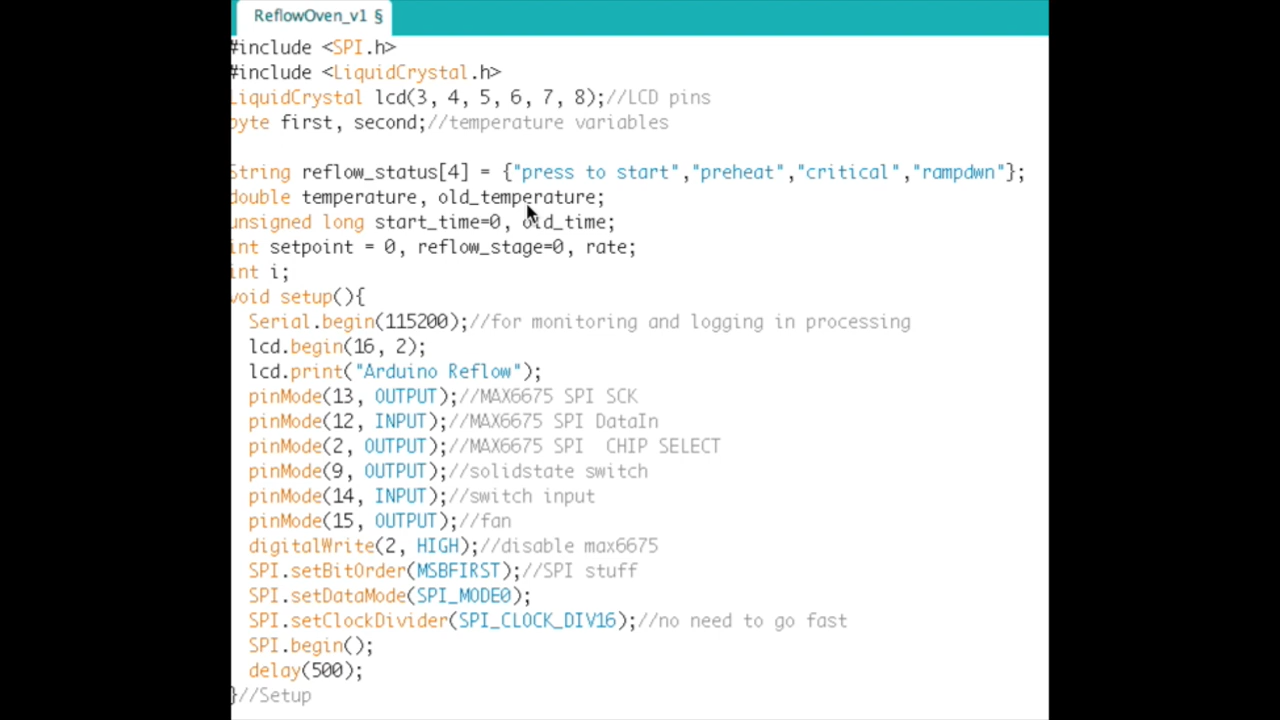 ReflowOven_v1 §
#include <SPI.h>
#include <LiquidCrystal.h>
LiquidCrystal lcd(3, 4, 5, 6, 7, 8);//LCD pins
byte first, second;//temperature variables
String reflow_status[4] = {"press to start","preheat","critical","rampdwn"};
double temperature, old_temperature;
unsigned long start_time=0, old_time;
int setpoint = 0, reflow_stage=0, rate;
int i;
void setup(){
  Serial.begin(115200);//for monitoring and logging in processing
  lcd.begin(16, 2);
  lcd.print("Arduino Reflow");
  pinMode(13, OUTPUT);//MAX6675 SPI SCK
  pinMode(12, INPUT);//MAX6675 SPI DataIn
  pinMode(2, OUTPUT);//MAX6675 SPI  CHIP SELECT
  pinMode(9, OUTPUT);//solidstate switch
  pinMode(14, INPUT);//switch input
  pinMode(15, OUTPUT);//fan
  digitalWrite(2, HIGH);//disable max6675
  SPI.setBitOrder(MSBFIRST);//SPI stuff
  SPI.setDataMode(SPI_MODE0);
  SPI.setClockDivider(SPI_CLOCK_DIV16);//no need to go fast
  SPI.begin();
  delay(500);
}//Setup